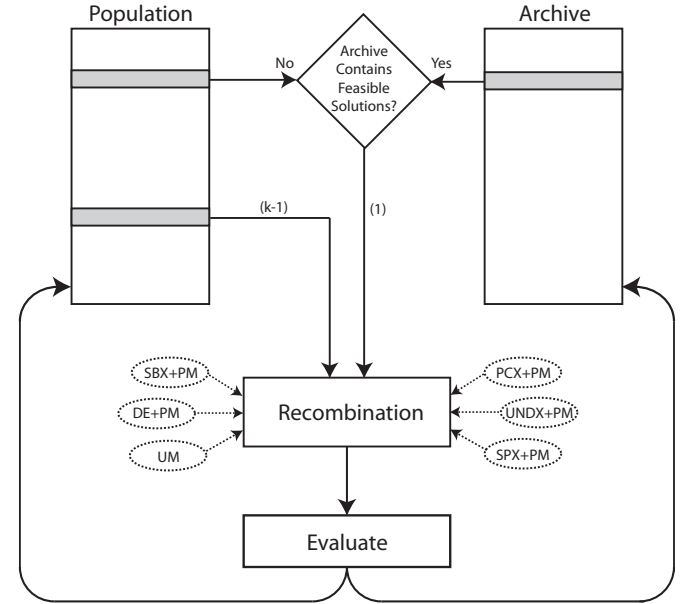 Population
Archive
No
Archive
Contains
Feasible
Solutions?
Yes
(k-1)
(1)
SBX+PM
DE+PM
UM
Recombination
PCX+PM
UNDX+PM
SPX+PM
Evaluate